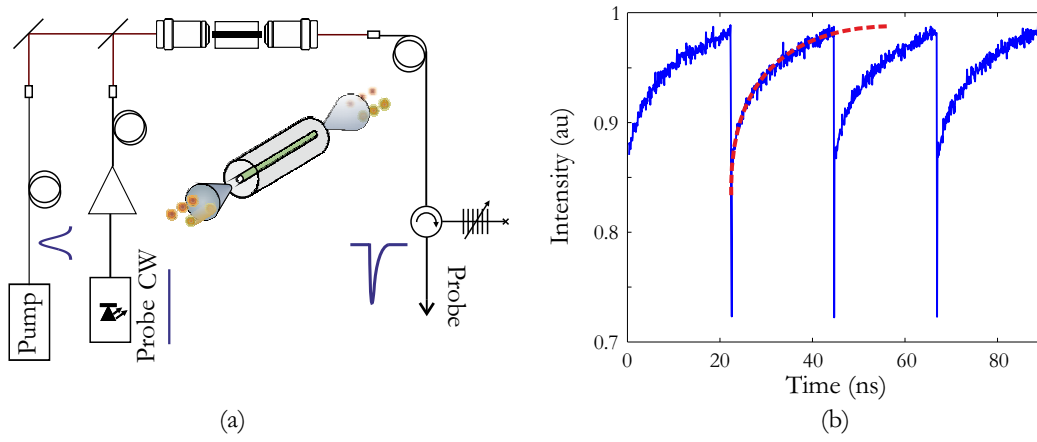 Pump
Probe CW
Probe
(a)
Intensity (au)
1
0.9
0.8
0.7
0
20
40
60
80
Time (ns)
(b)